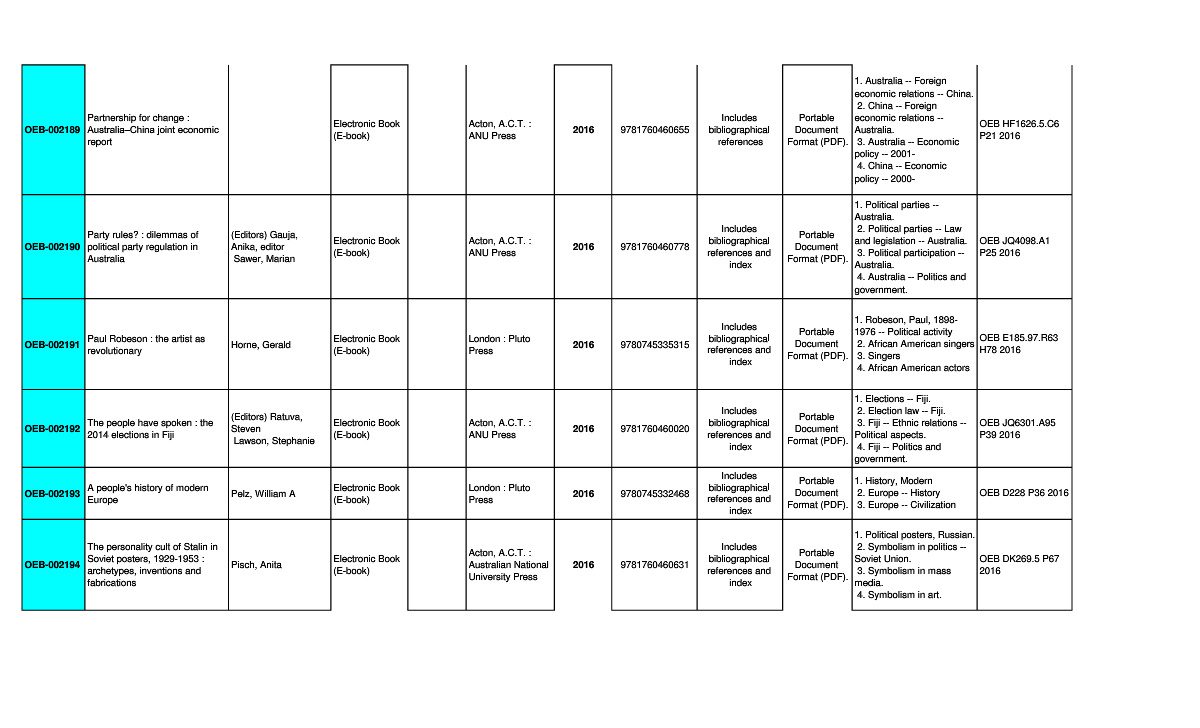 OEB-002189
Partnership for change :
Australia–China joint economic
report
Electronic Book
(E-book)
Acton, A.C.T. :
ANU Press
2016
9781760460655
Includes
bibliographical
references
Portable
Document
Format (PDF).
1. Australia -- Foreign
economic relations -- China.
2. China -- Foreign
economic relations --
Australia.
3. Australia -- Economic
policy -- 2001-
4. China -- Economic
policy -- 2000-
OEB HF1626.5.C6
P21 2016
OEB-002190
Party rules? : dilemmas of
political party regulation in
Australia
(Editors) Gauja,
Anika, editor
Sawer, Marian
Electronic Book
(E-book)
Acton, A.C.T. :
ANU Press
2016
9781760460778
Includes
bibliographical
references and
index
Portable
Document
Format (PDF).
1. Political parties --
Australia.
2. Political parties -- Law
and legislation -- Australia.
3. Political participation --
Australia.
4. Australia -- Politics and
government.
OEB JQ4098.A1
P25 2016
OEB-002191
Paul Robeson : the artist as
revolutionary
Horne, Gerald
Electronic Book
(E-book)
London : Pluto
Press
2016
9780745335315
Includes
bibliographical
references and
index
Portable
Document
Format (PDF).
1. Robeson, Paul, 1898-
1976 -- Political activity
2. African American singers
3. Singers
4. African American actors
OEB E185.97.R63
H78 2016
OEB-002192
The people have spoken : the
2014 elections in Fiji
(Editors) Ratuva,
Steven
Lawson, Stephanie
Electronic Book
(E-book)
Acton, A.C.T. :
ANU Press
2016
9781760460020
Includes
bibliographical
references and
index
Portable
Document
Format (PDF).
1. Elections -- Fiji.
2. Election law -- Fiji.
3. Fiji -- Ethnic relations --
Political aspects.
4. Fiji -- Politics and
government.
OEB JQ6301.A95
P39 2016
OEB-002193
A people's history of modern
Europe
Pelz, William A
Electronic Book
(E-book)
London : Pluto
Press
2016
9780745332468
Includes
bibliographical
references and
index
Portable
Document
Format (PDF).
1. History, Modern
2. Europe -- History
3. Europe -- Civilization
OEB D228 P36 2016
OEB-002194
The personality cult of Stalin in
Soviet posters, 1929-1953 :
archetypes, inventions and
fabrications
Pisch, Anita
Electronic Book
(E-book)
Acton, A.C.T. :
Australian National
University Press
2016
9781760460631
Includes
bibliographical
references and
index
Portable
Document
Format (PDF).
1. Political posters, Russian.
2. Symbolism in politics --
Soviet Union.
3. Symbolism in mass
media.
4. Symbolism in art.
OEB DK269.5 P67
2016